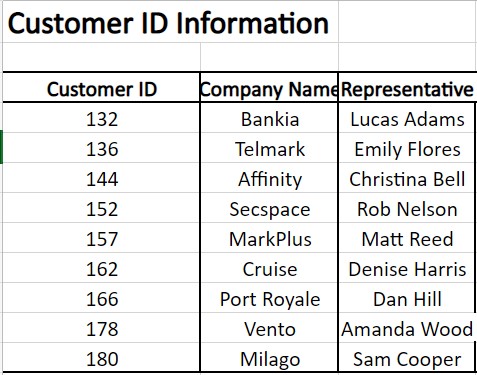 Customer ID Information
Customer ID Company Name Representative
132 Bankia Lucas Adams
136 Telmark Emily Flores
144 Affinity Christina Bell
152 Secspace Rob Nelson
157 MarkPlus Matt Reed
162 Cruise Denise Harris
166 Port Royale Dan Hill
178 Vento Amanda Wood
180 Milago Sam Cooper